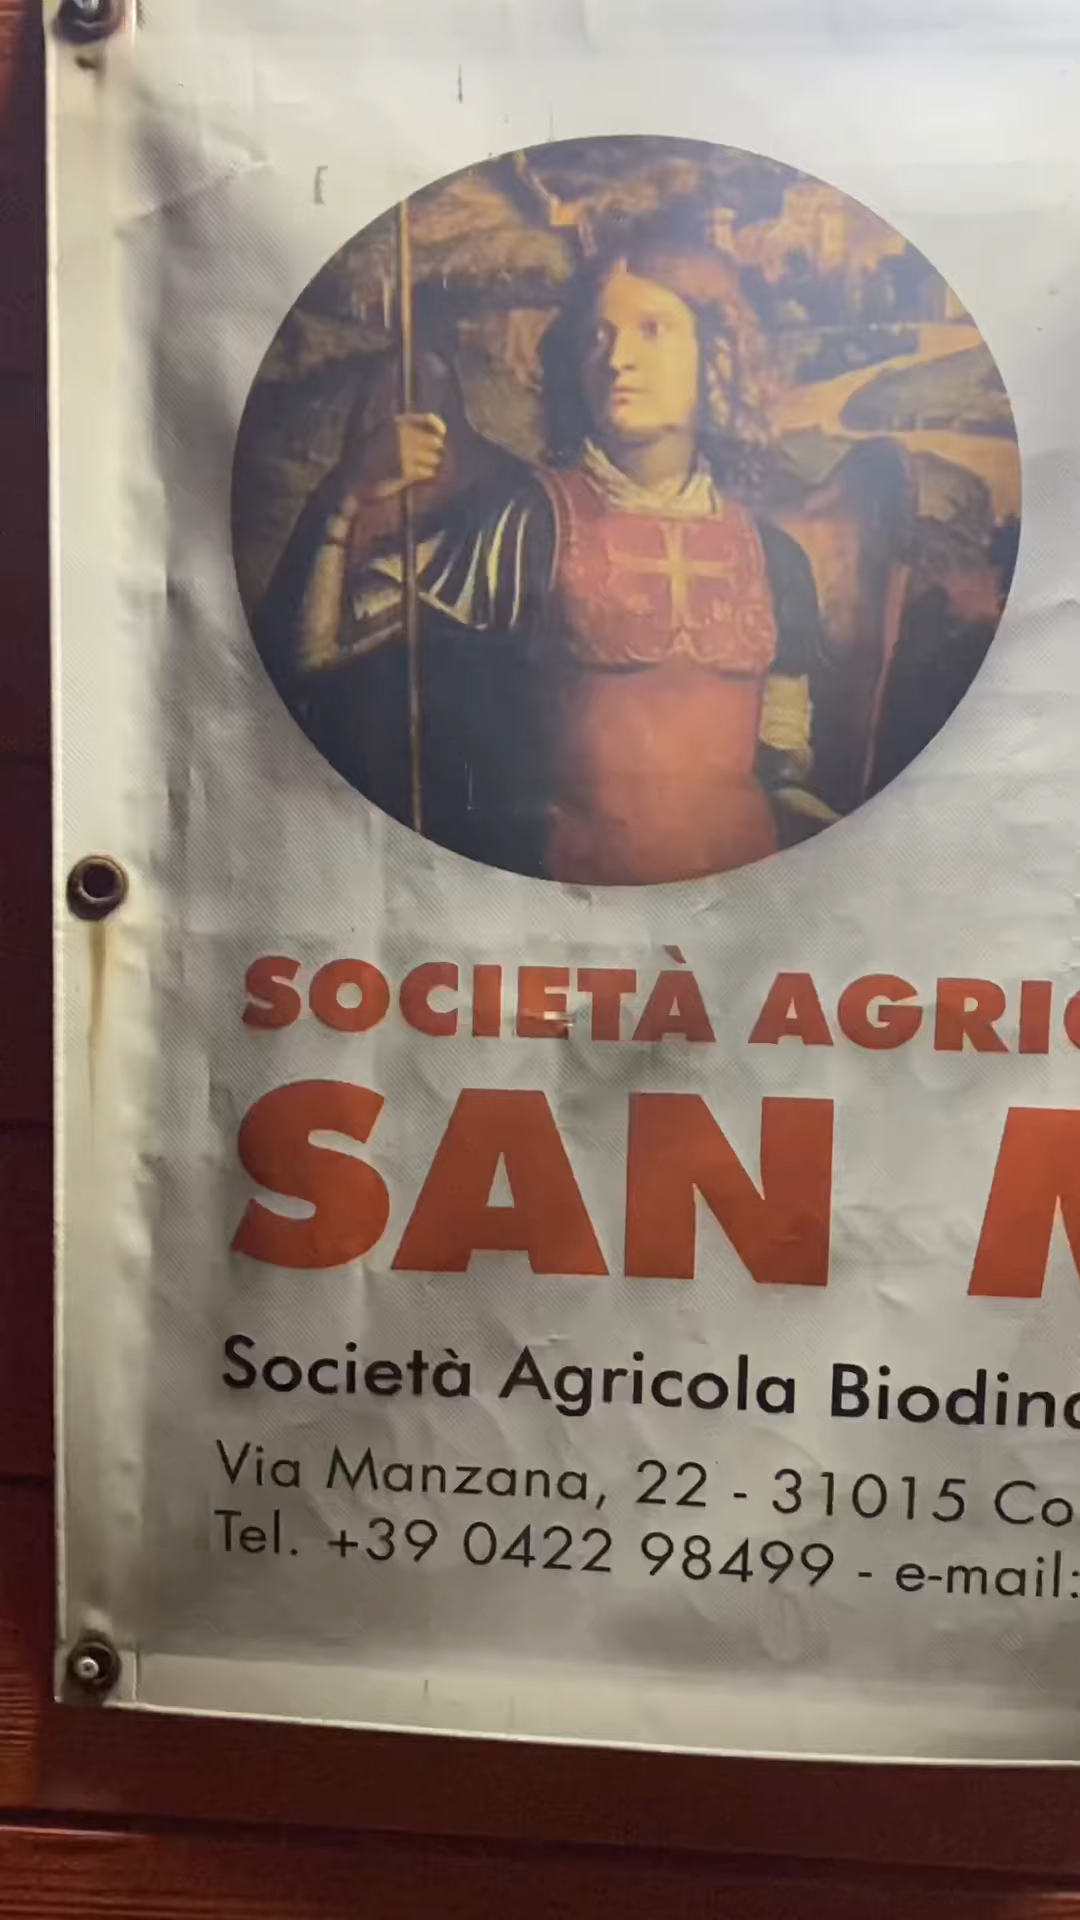 SOCIETÀ AGRIC
SAN M
Società Agricola Biodina
Via Manzana, 22 - 31015 Co
Tel. +39 0422 98499 - e-mail: